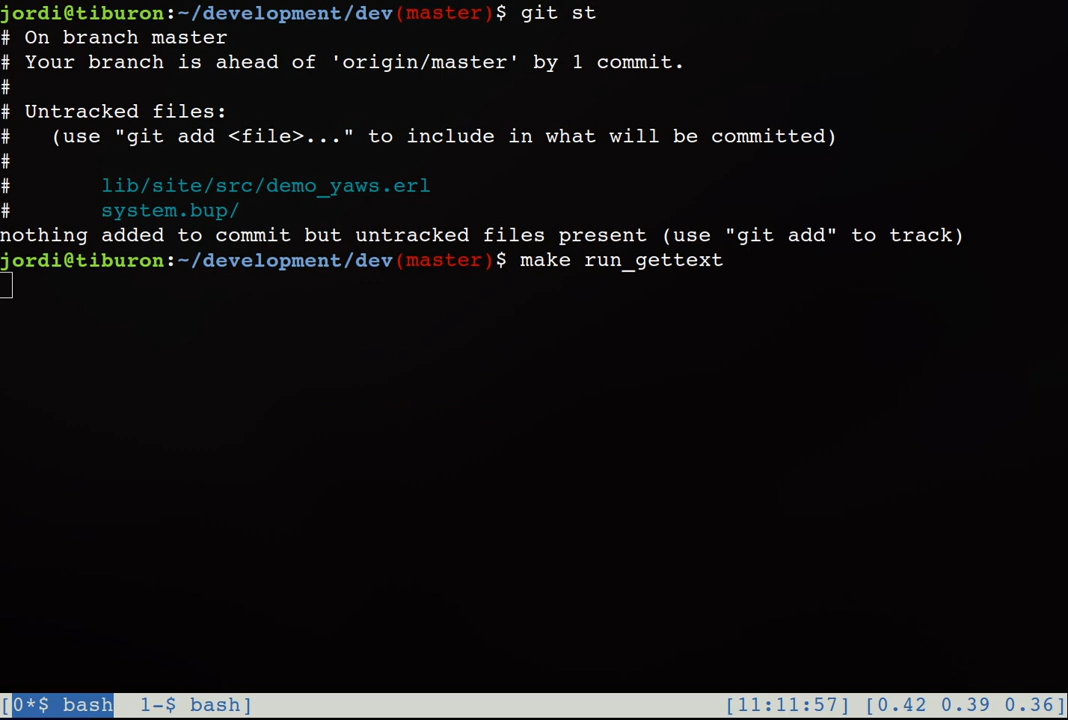 jordi@tiburon:~/development/dev(master)$ git st
# On branch master
# Your branch is ahead of 'origin/master' by 1 commit.
#
# Untracked files:
#   (use "git add <file>..." to include in what will be committed)
#
#       lib/site/src/demo_yaws.erl
#       system.bup/
nothing added to commit but untracked files present (use "git add" to track)
jordi@tiburon:~/development/dev(master)$ make run_gettext
[0*$ bash  1-$ bash] [11:11:57] [0.42 0.39 0.36]